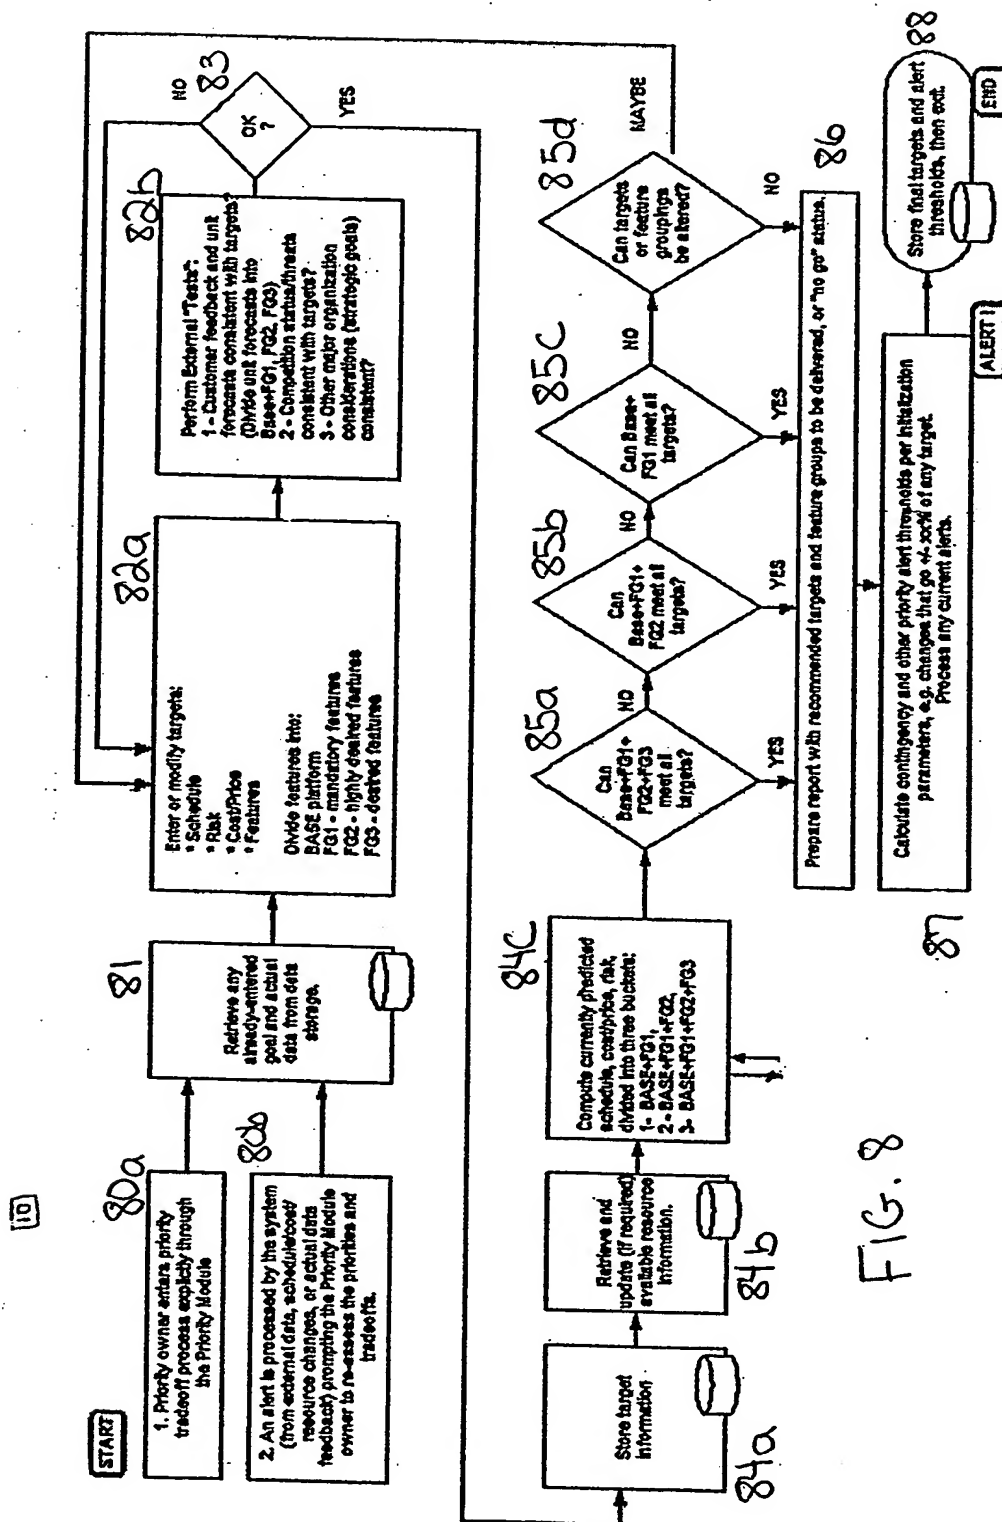 10
START
80a
1. Priority owner enters priority
tradeoff process explicitly through
the Priority Module
80b
2. An alert is processed by the system
(from external data, schedule/cost/
resource changes, or actual data
feedback) prompting the Priority Module
owner to re-assess the priorities and
tradeoffs.
81
Retrieve any
already-entered
goal and actual
data from data
storage.
82a
Enter or modify targets:
* Schedule
* Risk
* Cost/Price
* Features
Divide features into:
BASE platform
FG1 - mandatory features
FG2 - highly desired features
FG3 - desired features
82b
Perform External "Tests":
1 - Customer feedback and unit
forecasts consistent with targets?
(Divide unit forecasts into
Base+FG1, FG2, FG3)
2 - Competition status/threats
consistent with targets?
3 - Other major organization
considerations (strategic goals)
consistent?
83
OK
?
NO
YES
84a
Store target
information
84b
Retrieve and
update (if required)
available resource
information.
84c
Compute currently predicted
schedule, cost/price, risk,
divided into three buckets:
1- BASE+FG1,
2 - BASE+FG1+FG2,
3- BASE+FG1+FG2+FG3
85a
Can
Base+FG1+
FG2+FG3
meet all
targets?
NO
YES
85b
Can
Base+FG1+
FG2 meet all
targets?
NO
YES
85c
Can Base+
FG1 meet all
targets?
NO
YES
85d
Can targets
or feature
groupings
be altered?
MAYBE
NO
86
Prepare report with recommended targets and feature groups to be delivered, or "no go" status.
87
Calculate contingency and other priority alert thresholds per initialization
parameters, e.g. changes that go +/- xx% of any target.
Process any current alerts.
ALERT!
88
Store final targets and alert
thresholds, then exit.
END
FIG. 8